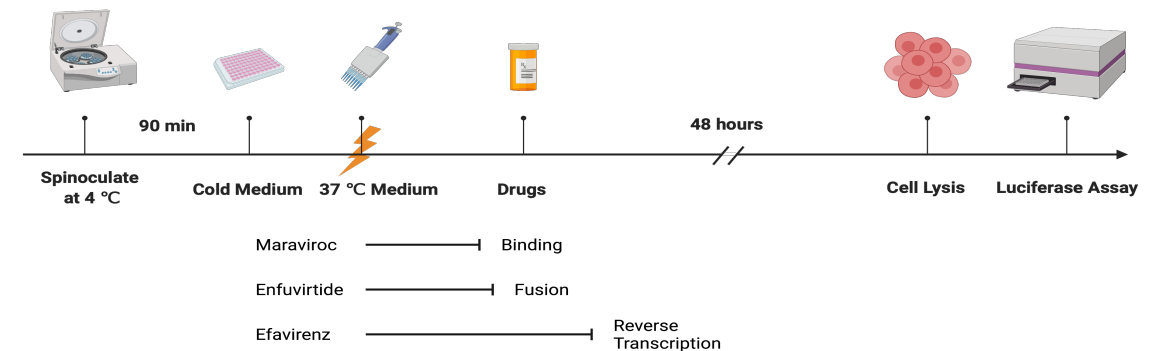 90 min
48 hours
Spinoculate
at 4 ℃
Cold Medium
37 ℃ Medium
Drugs
Cell Lysis
Luciferase Assay
Maraviroc
Binding
Enfuvirtide
Fusion
Efavirenz
Reverse
Transcription